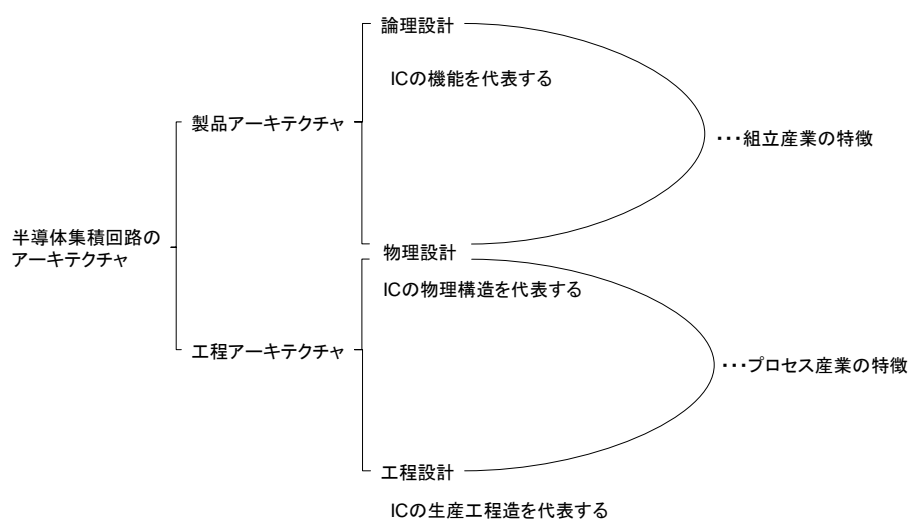 論理設計
ICの機能を代表する
製品アーキテクチャ
・・・組立産業の特徴
半導体集積回路の
アーキテクチャ
物理設計
ICの物理構造を代表する
工程アーキテクチャ
・・・プロセス産業の特徴
工程設計
ICの生産工程造を代表する